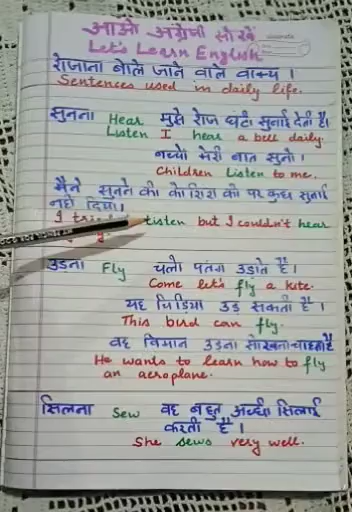 आओ अंग्रेजी सीखें
Let's Learn English
रोजाना बोले जाने वाले वाक्य ।
Sentences used in daily life.
सुनना Hear मुझे रोज घंटी सुनाई देती है।
Listen I hear a bell daily.
बच्चों मेरी बात सुनो ।
Children Listen to me.
मैंने सुनने की कोशिश की पर कुछ सुनाई
नहीं दिया।
I listen but I couldn't hear
उड़ना Fly चलो पतंग उड़ाते हैं।
Come let's fly a kite.
यह चिड़िया उड़ सकती है ।
This bird can fly.
वह विमान उड़ना सीखना चाहता है
He wants to learn how to fly
an aeroplane.
सिलना Sew वह बहुत अच्छी सिलाई
करती है ।
She sews very well.